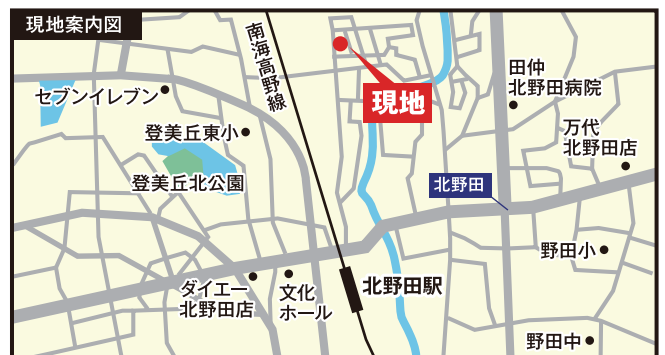 現地案内図
南海高野線
現地
田仲
北野田病院
セブンイレブン
万代
北野田店
登美丘東小
登美丘北公園
北野田
野田小
ダイエー
北野田店
文化
ホール
北野田駅
野田中